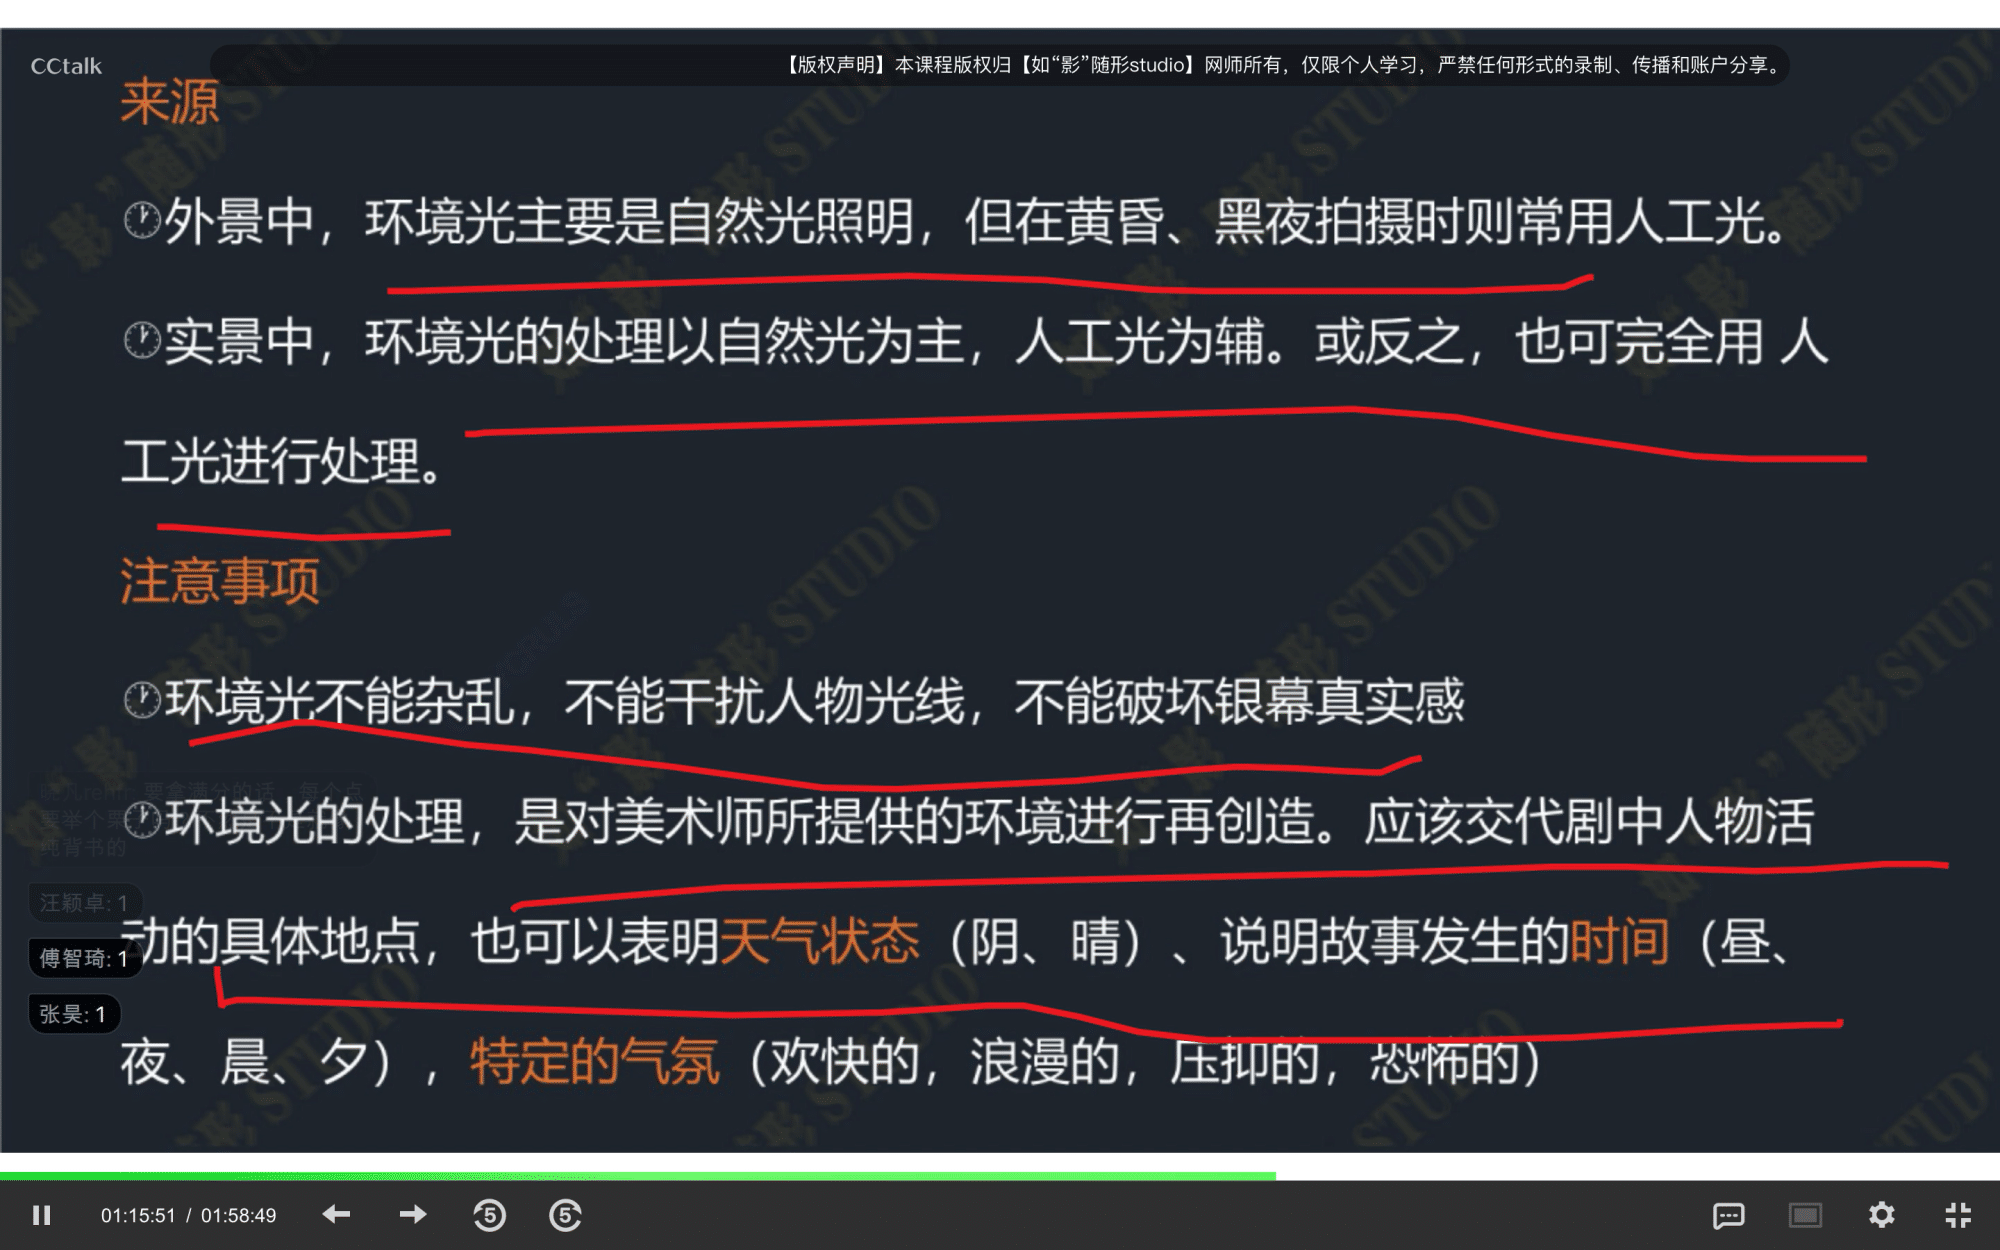 CCtalk
【版权声明】本课程版权归【如“影”随形studio】网师所有，仅限个人学习，严禁任何形式的录制、传播和账户分享。
来源
外景中，环境光主要是自然光照明，但在黄昏、黑夜拍摄时则常用人工光。
实景中，环境光的处理以自然光为主，人工光为辅。或反之，也可完全用 人
工光进行处理。
注意事项
环境光不能杂乱，不能干扰人物光线，不能破坏银幕真实感
环境光的处理，是对美术师所提供的环境进行再创造。应该交代剧中人物活
动的具体地点，也可以表明天气状态（阴、晴）、说明故事发生的时间（昼、
夜、晨、夕），特定的气氛（欢快的，浪漫的，压抑的，恐怖的）
要拿满分的话，每个点
纯背书的
汪颖卓: 1
傅智琦: 1
张昊: 1
如“影”随形 STUDIO
01:15:51 / 01:58:49
5
5